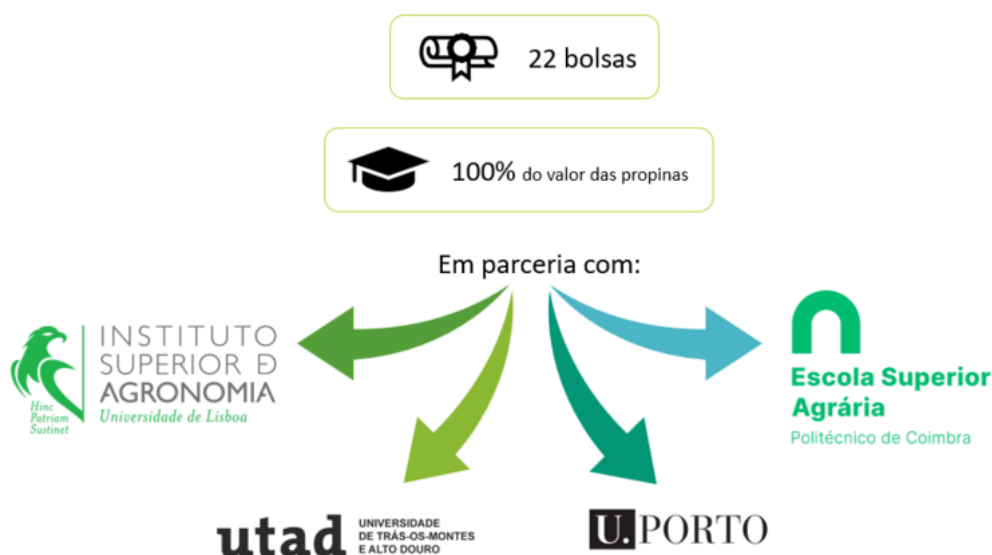 22 bolsas
100% do valor das propinas
Em parceria com:
INSTITUTO
SUPERIOR Ð
AGRONOMIA
Universidade de Lisboa
Hinc
Patriam
Sustinet
Escola Superior
Agrária
Politécnico de Coimbra
utad
UNIVERSIDADE
DE TRÁS-OS-MONTES
E ALTO DOURO
U.PORTO